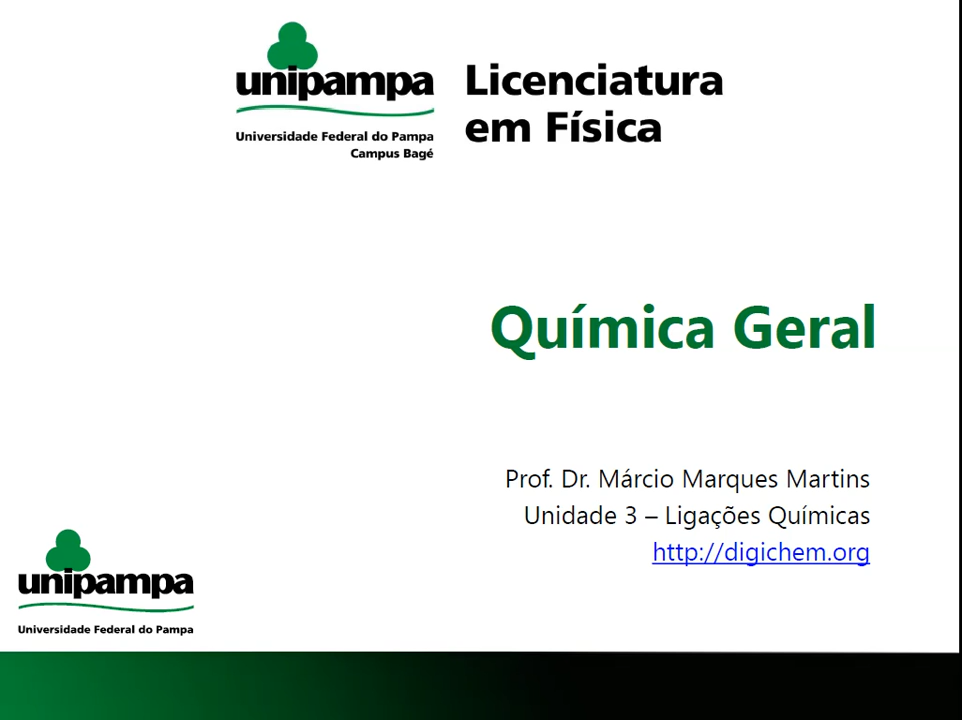 unipampa
Universidade Federal do Pampa
Campus Bagé
Licenciatura
em Física
Química Geral
Prof. Dr. Márcio Marques Martins
Unidade 3 – Ligações Químicas
http://digichem.org
unipampa
Universidade Federal do Pampa